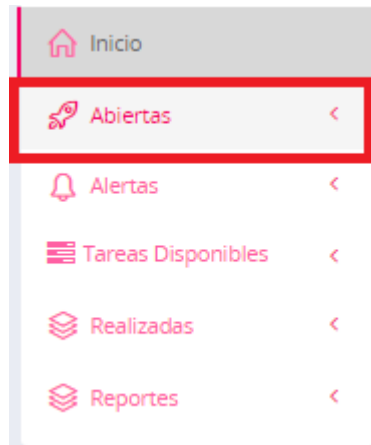 Inicio
Abiertas
Alertas
Tareas Disponibles
Realizadas
Reportes